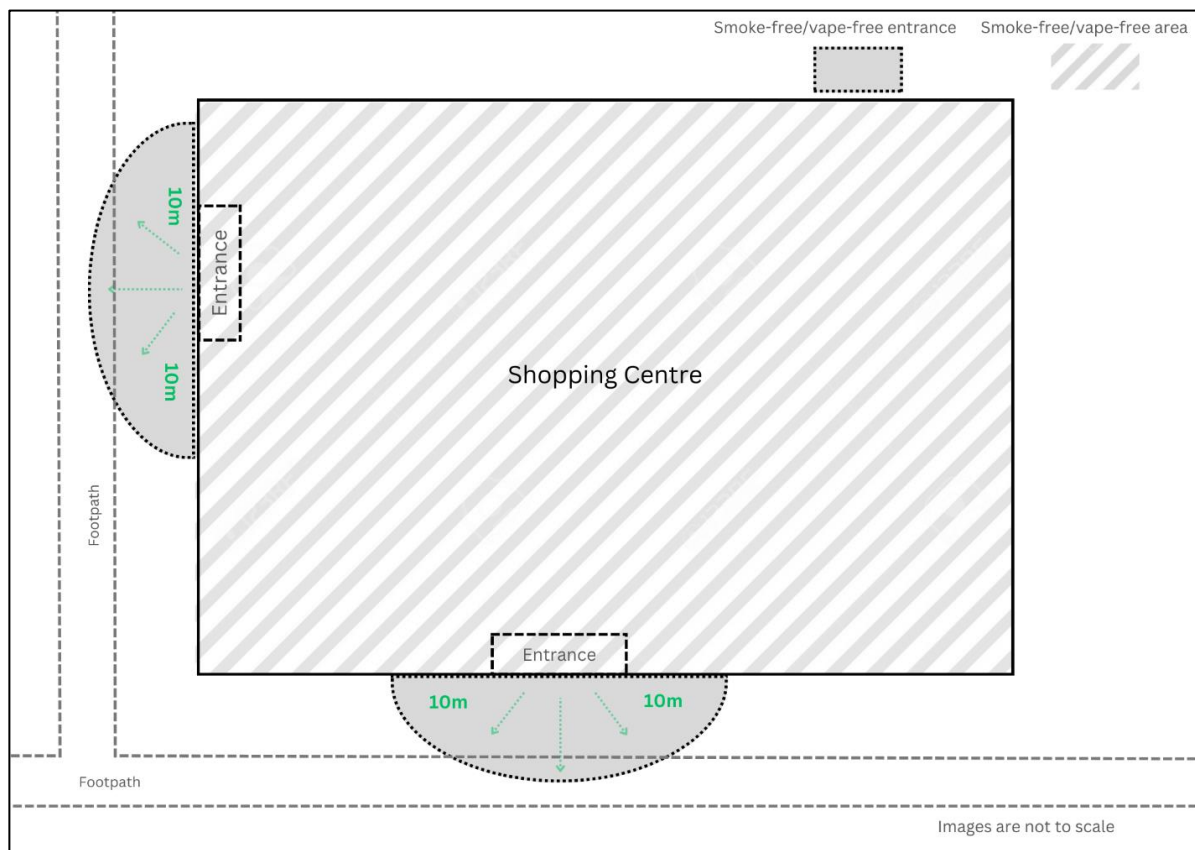 Smoke-free/vape-free entrance
Smoke-free/vape-free area
10m
Entrance
10m
Shopping Centre
Footpath
Entrance
10m
10m
Footpath
Images are not to scale